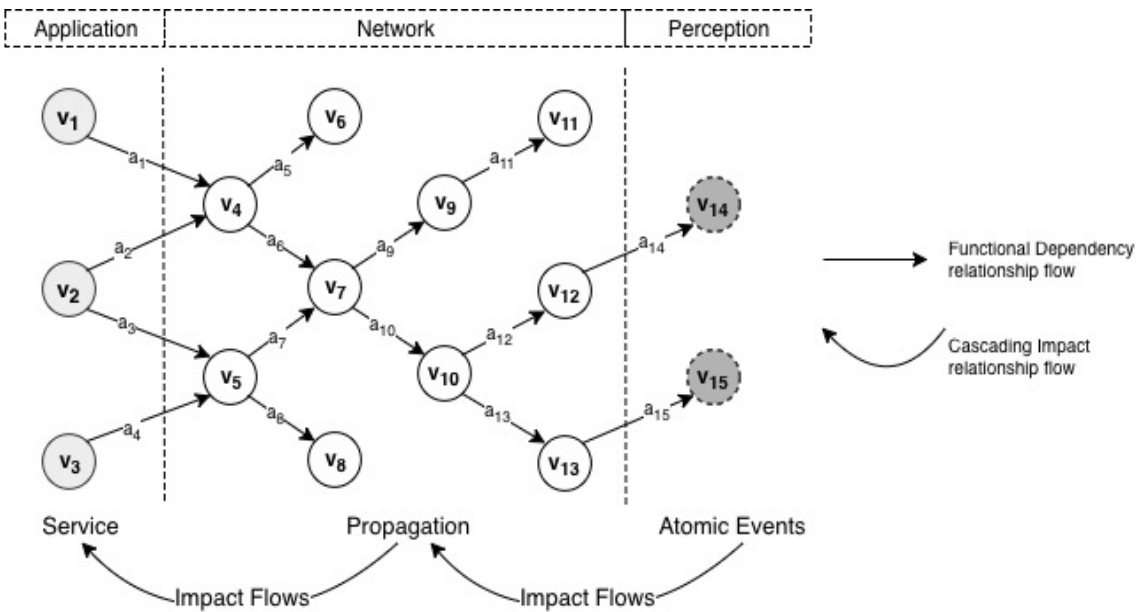 Application Network Perception
v1 v6 v11
a1 a5 a11
v4 v9 v14
a2 a6 a9 a14
Functional Dependency
relationship flow
v2 v7 v12
a3 a7 a10 a12
Cascading Impact
relationship flow
v5 v10 v15
a4 a8 a13 a15
v3 v8 v13
Service Propagation Atomic Events
Impact Flows Impact Flows